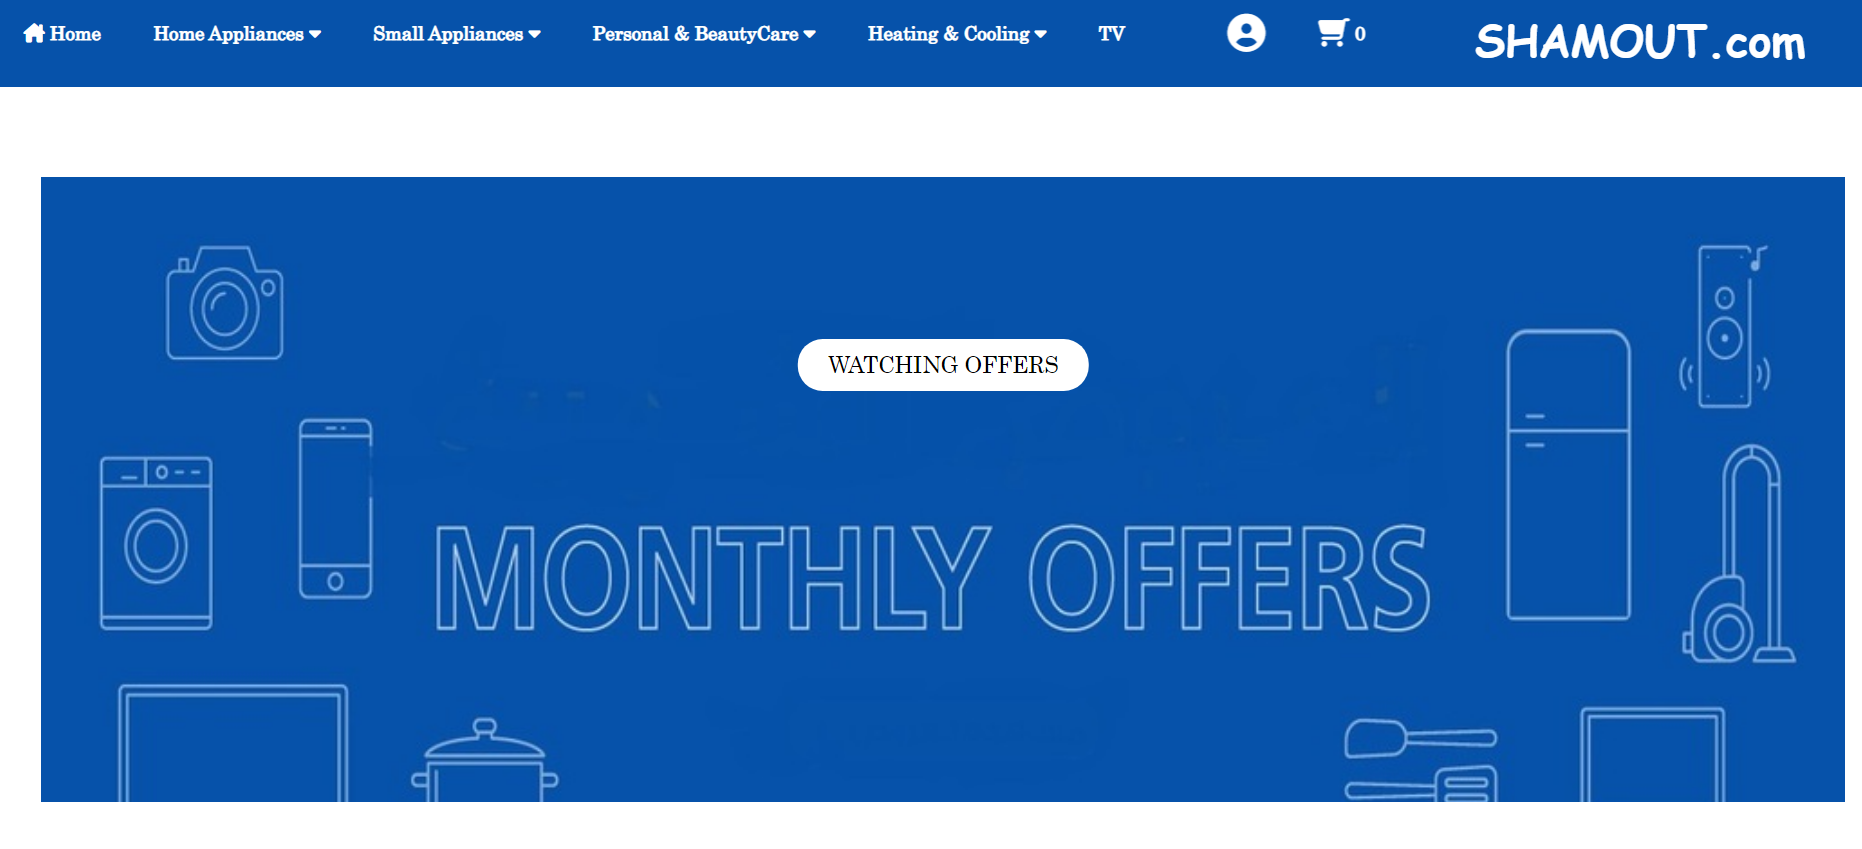 Home Home Appliances Small Appliances Personal & BeautyCare Heating & Cooling TV 0 SHAMOUT.com
WATCHING OFFERS
MONTHLY OFFERS